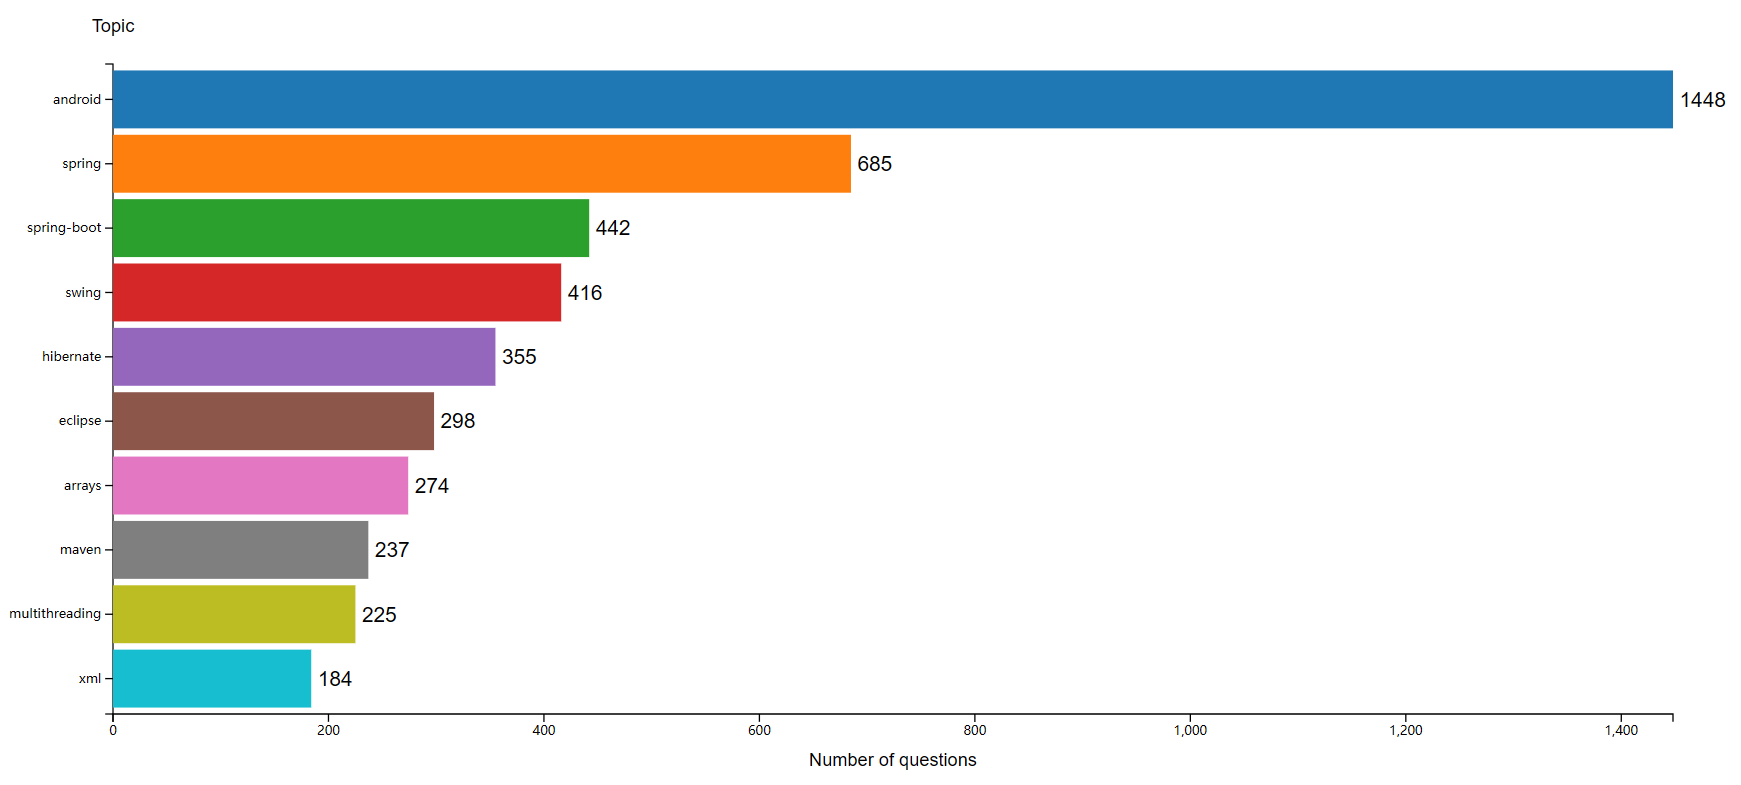 Topic
android 1448
spring 685
spring-boot 442
swing 416
hibernate 355
eclipse 298
arrays 274
maven 237
multithreading 225
xml 184
0 200 400 600 800 1,000 1,200 1,400
Number of questions